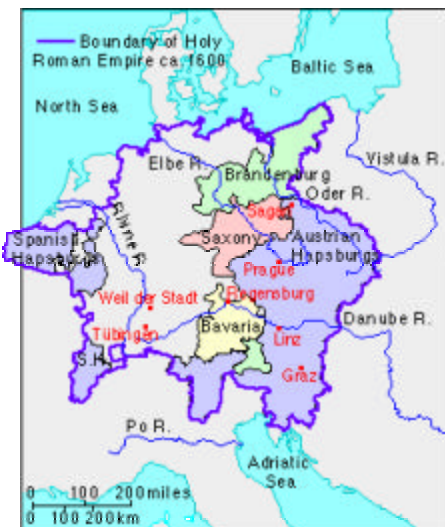 Boundary of Holy
Roman Empire ca. 1600
Baltic Sea
North Sea
Elbe R.
Vistula R.
Brandenburg
Oder R.
Rhine R.
Sagan
Spanish
Hapsburgs
Saxony
Austrian
Hapsburgs
Prague
Weil der Stadt
Regensburg
Danube R.
Tübingen
Bavaria
Linz
S.H.
Graz
Po R.
Adriatic
Sea
0 100 200 miles
0 100 200 km